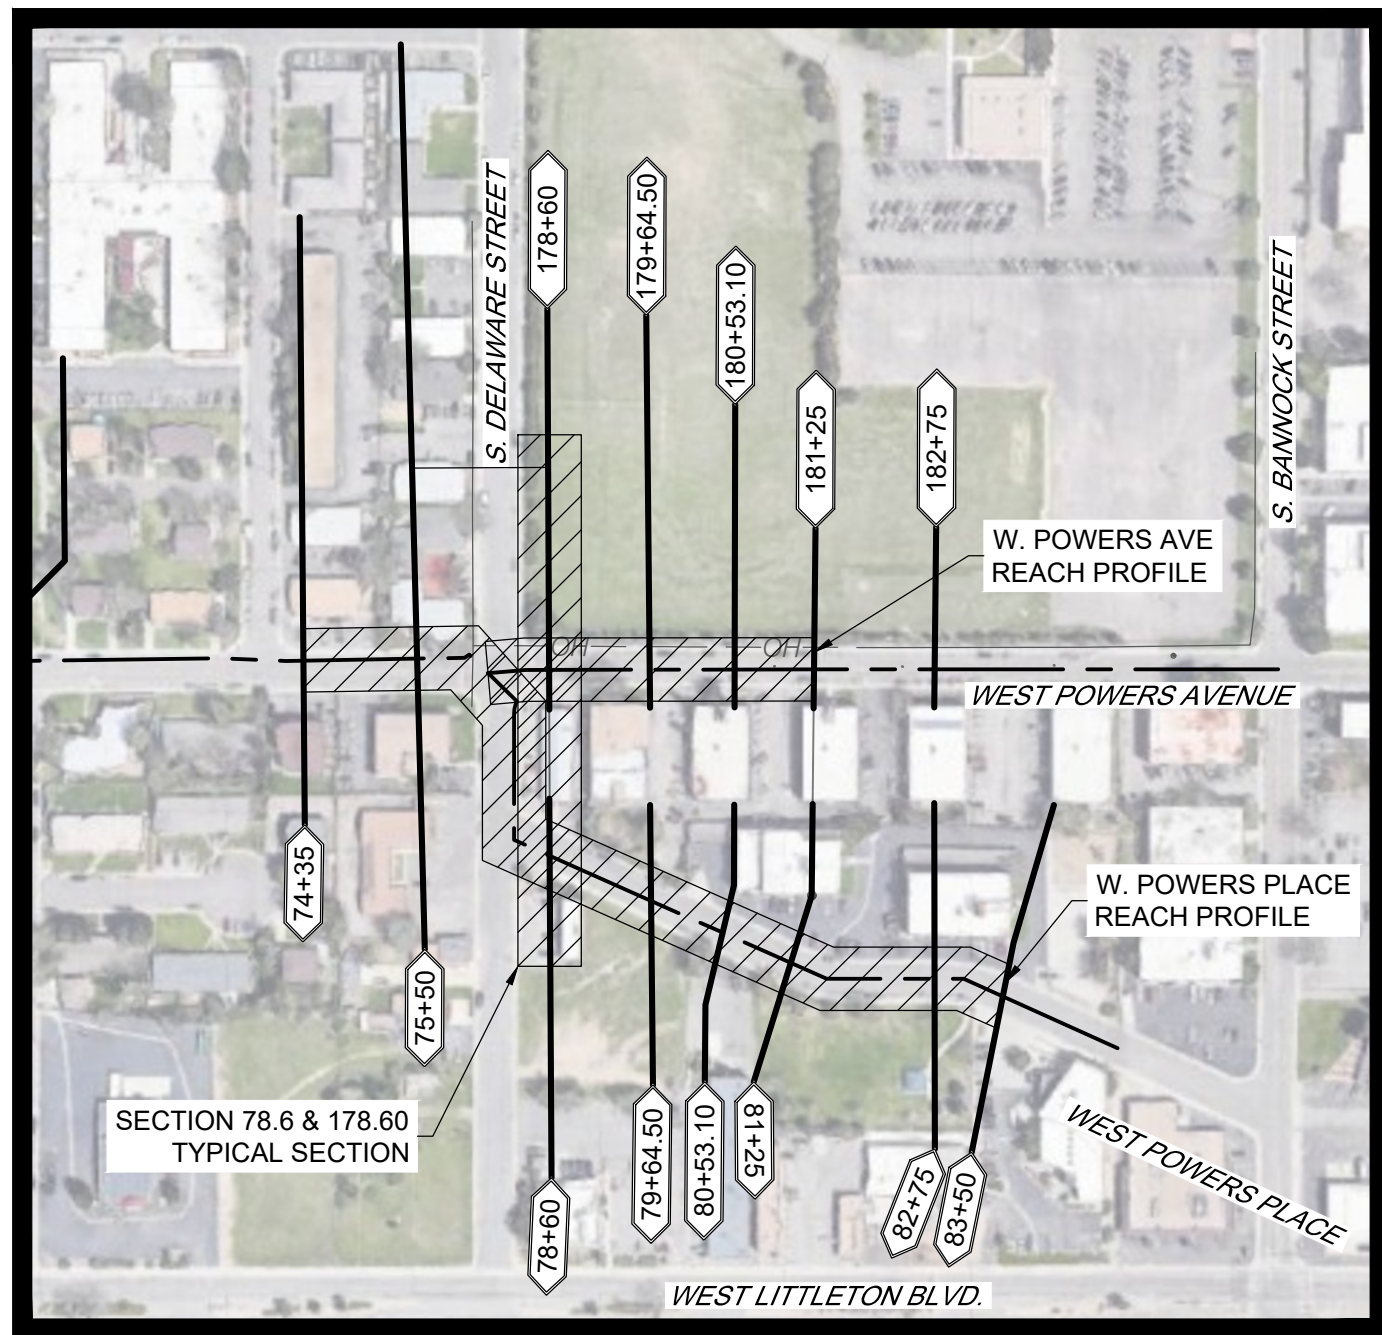 S. DELAWARE STREET
178+60
179+64.50
180+53.10
181+25
182+75
S. BANNOCK STREET
W. POWERS AVE
REACH PROFILE
OH
OH
WEST POWERS AVENUE
74+35
75+50
W. POWERS PLACE
REACH PROFILE
SECTION 78.6 & 178.60
TYPICAL SECTION
78+60
79+64.50
80+53.10
81+25
82+75
83+50
WEST POWERS PLACE
WEST LITTLETON BLVD.